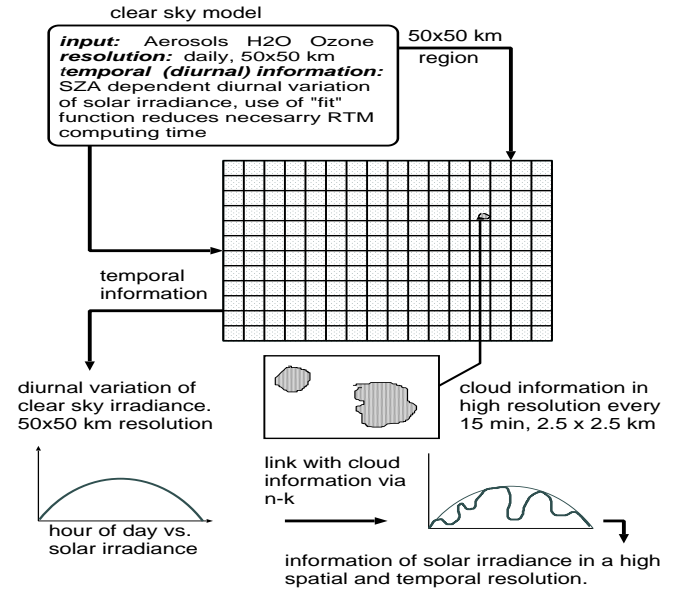 clear sky model
input: Aerosols H2O Ozone
resolution: daily, 50x50 km
temporal (diurnal) information:
SZA dependent diurnal variation
of solar irradiance, use of "fit"
function reduces necesarry RTM
computing time
50x50 km
region
temporal
information
diurnal variation of
clear sky irradiance.
50x50 km resolution
cloud information in
high resolution every
15 min, 2.5 x 2.5 km
hour of day vs.
solar irradiance
link with cloud
information via
n-k
information of solar irradiance in a high
spatial and temporal resolution.